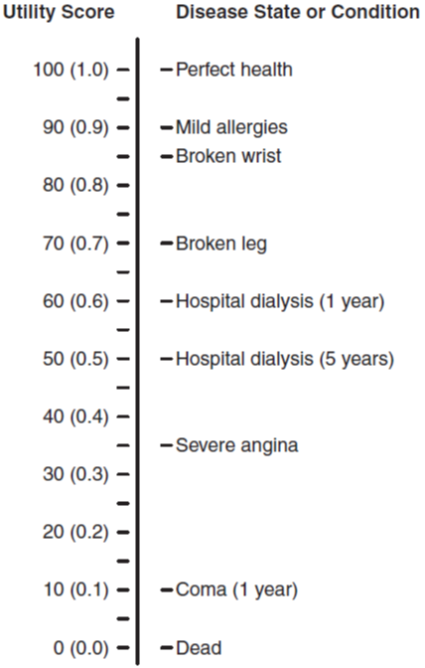 Utility Score Disease State or Condition
100 (1.0) Perfect health
90 (0.9) Mild allergies
Broken wrist
80 (0.8)
70 (0.7) Broken leg
60 (0.6) Hospital dialysis (1 year)
50 (0.5) Hospital dialysis (5 years)
40 (0.4)
Severe angina
30 (0.3)
20 (0.2)
10 (0.1) Coma (1 year)
0 (0.0) Dead